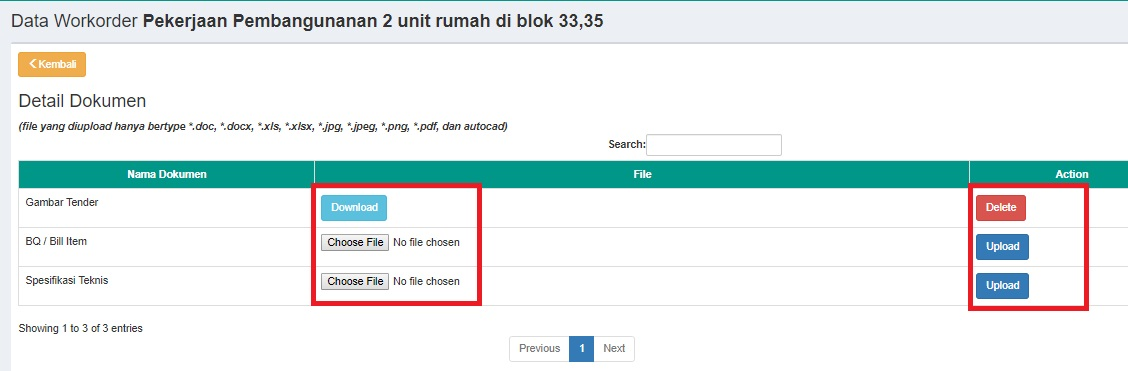 Data Workorder Pekerjaan Pembangunanan 2 unit rumah di blok 33,35
Kembali
Detail Dokumen
(file yang diupload hanya bertype *.doc, *.docx, *.xls, *.xlsx, *.jpg, *.jpeg, *.png, *.pdf, dan autocad)
Search:
Nama Dokumen File Action
Gambar Tender Download Delete
BQ / Bill Item Choose File No file chosen Upload
Spesifikasi Teknis Choose File No file chosen Upload
Showing 1 to 3 of 3 entries
Previous 1 Next